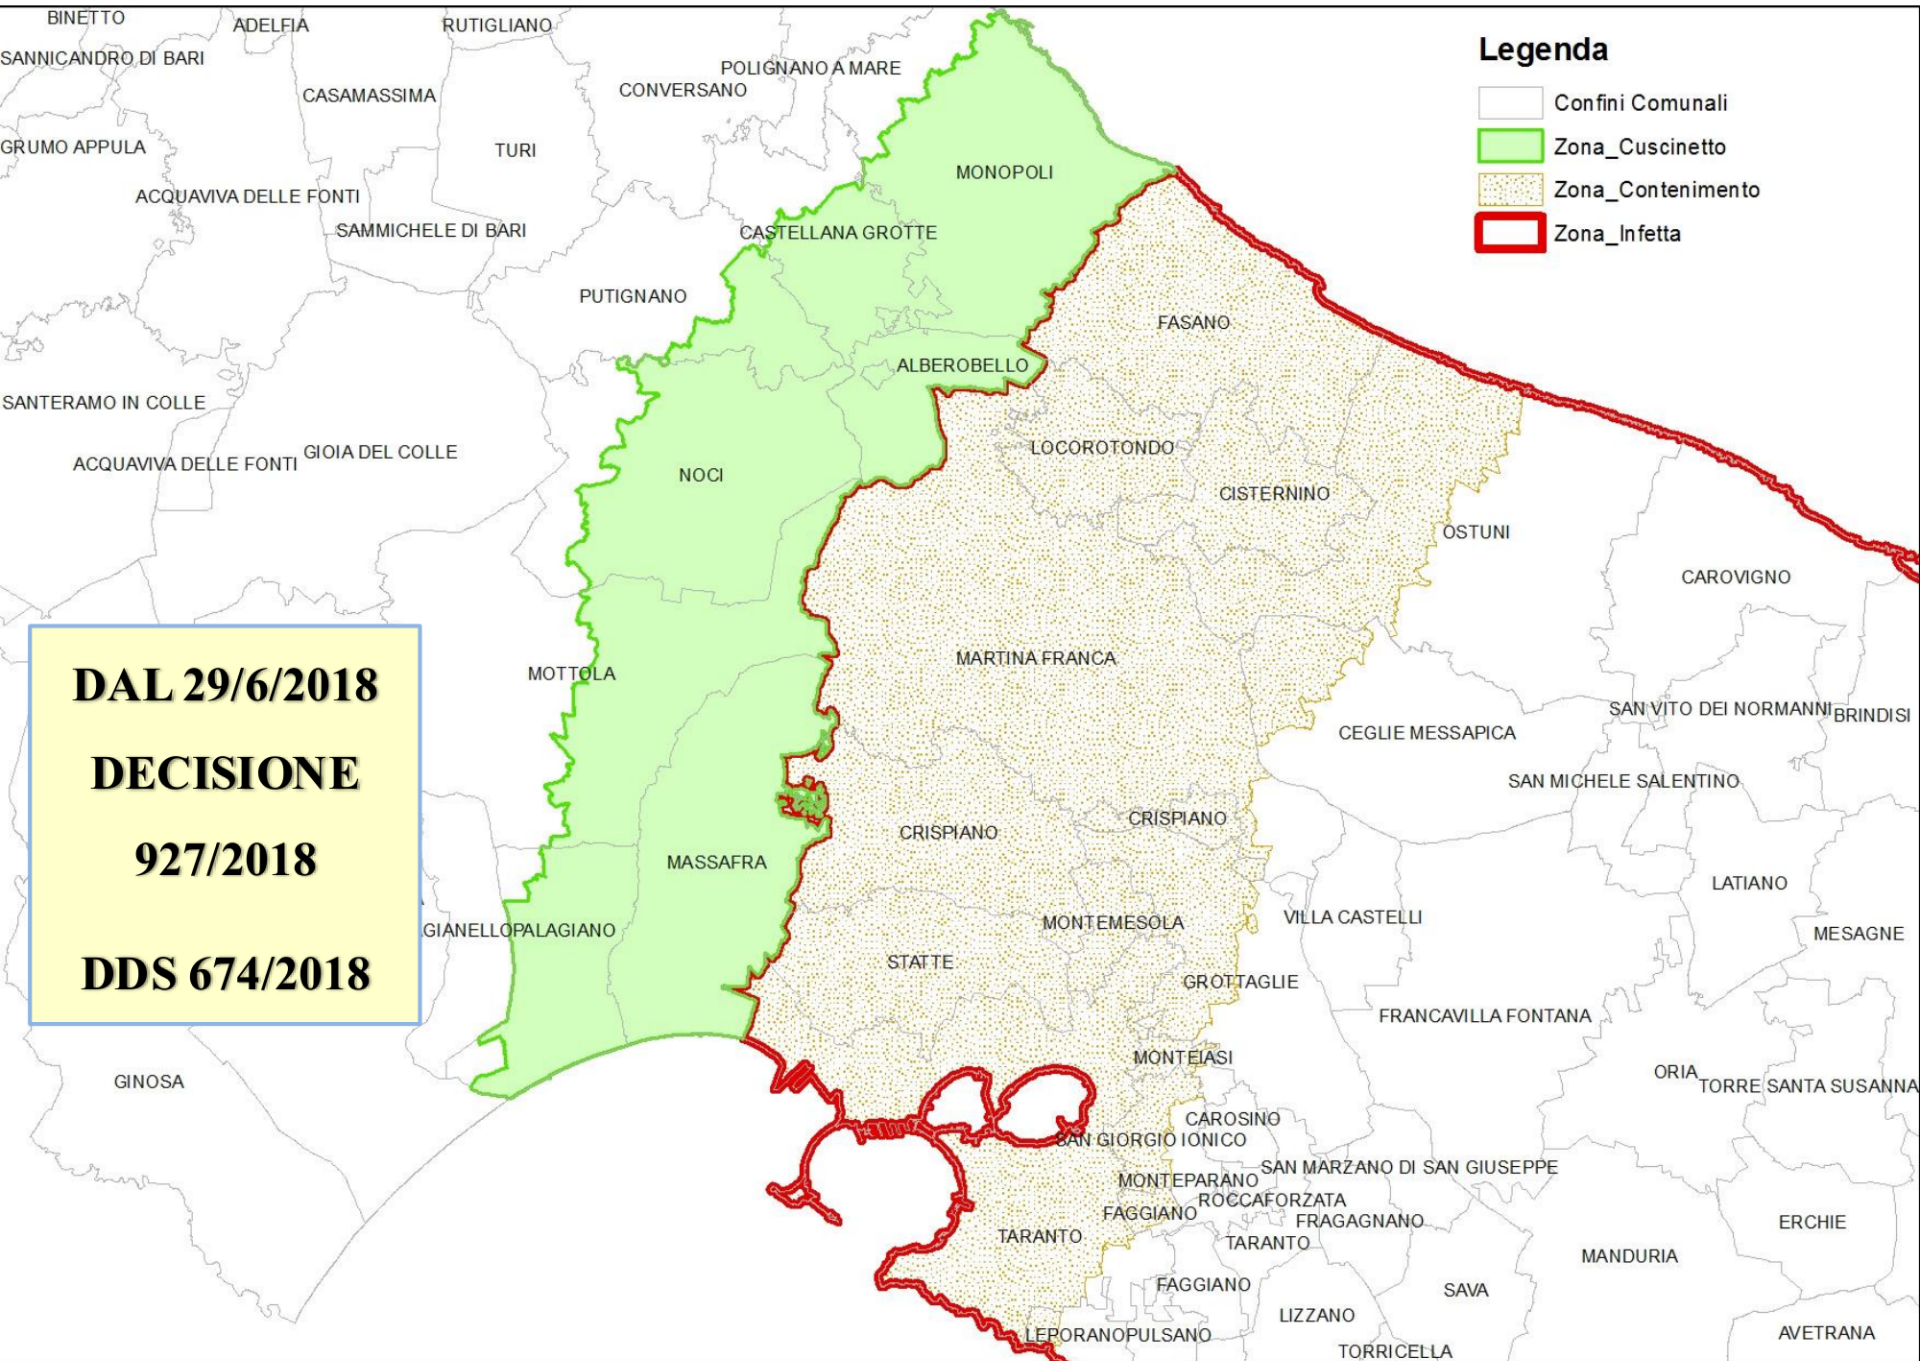 BINETTO
ADELFIA
RUTIGLIANO
SANNICANDRO DI BARI
POLIGNANO A MARE
CONVERSANO
CASAMASSIMA
GRUMO APPULA
TURI
MONOPOLI
ACQUAVIVA DELLE FONTI
SAMMICHELE DI BARI
CASTELLANA GROTTE
PUTIGNANO
FASANO
ALBEROBELLO
SANTERAMO IN COLLE
ACQUAVIVA DELLE FONTI
GIOIA DEL COLLE
NOCI
LOCOROTONDO
CISTERNINO
OSTUNI
CAROVIGNO
MOTTOLA
MARTINA FRANCA
CEGLIE MESSAPICA
SAN VITO DEI NORMANNI
BRINDISI
SAN MICHELE SALENTINO
CRISPIANO
CRISPIANO
MASSAFRA
LATIANO
GIANELLO
PALAGIANO
MONTEMESOLA
VILLA CASTELLI
MESAGNE
STATTE
GROTTAGLIE
FRANCAVILLA FONTANA
MONTEIASI
GINOSA
ORIA
TORRE SANTA SUSANNA
CAROSINO
SAN GIORGIO IONICO
SAN MARZANO DI SAN GIUSEPPE
MONTEPARANO
ROCCAFORZATA
FAGGIANO
FRAGAGNANO
ERCHIE
TARANTO
TARANTO
MANDURIA
FAGGIANO
SAVA
LIZZANO
LEPORANO
PULSANO
AVETRANA
TORRICELLA
Legenda
Confini Comunali
Zona_Cuscinetto
Zona_Contenimento
Zona_Infetta
DAL 29/6/2018
DECISIONE
927/2018
DDS 674/2018